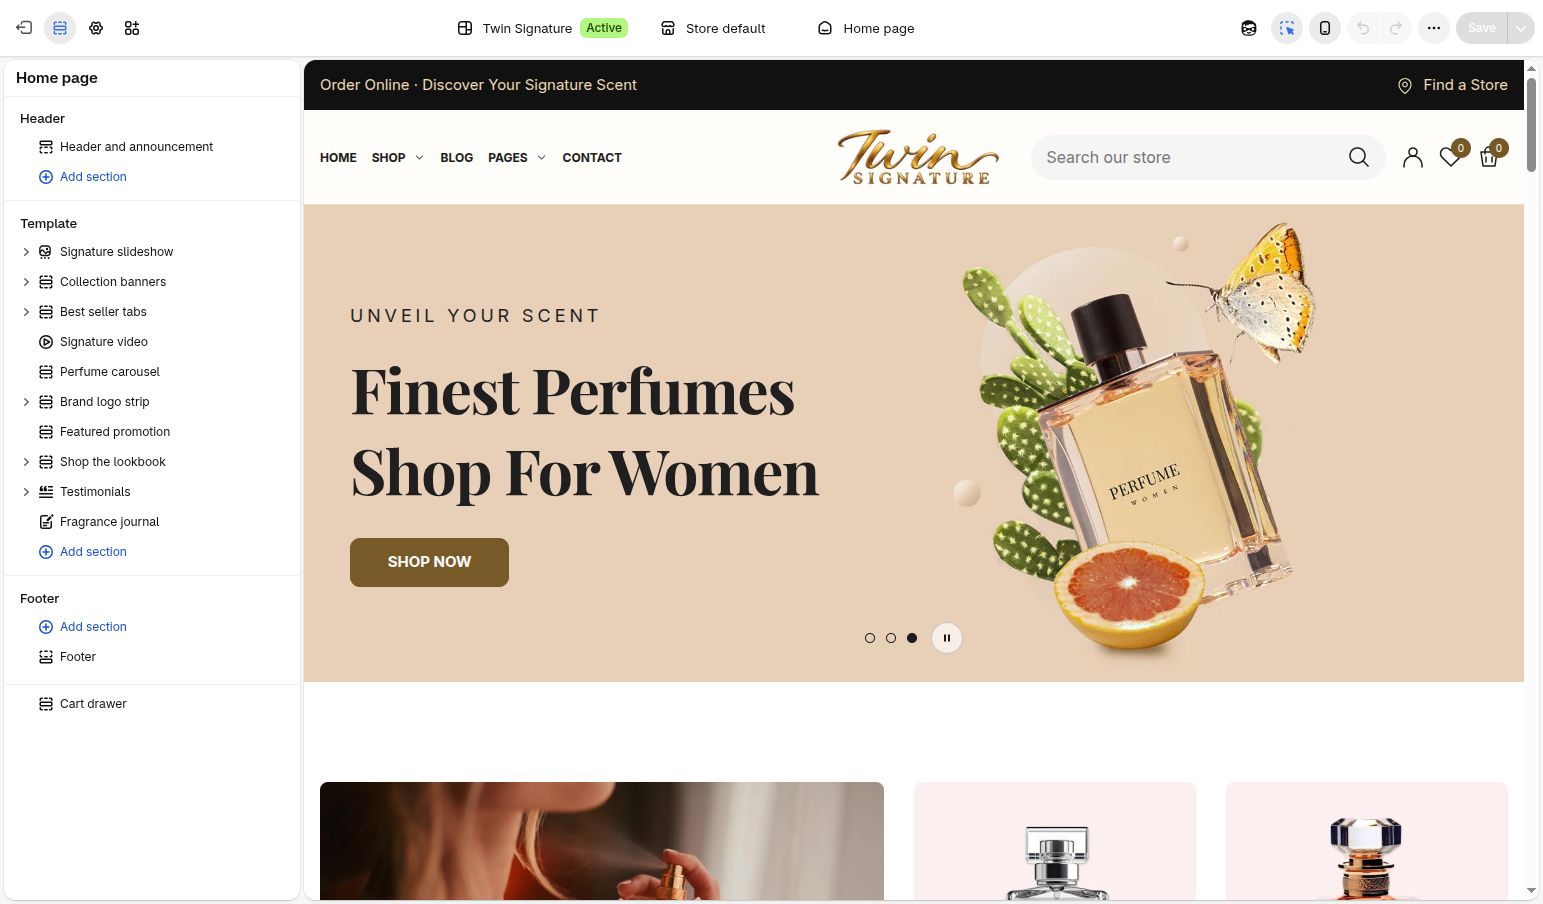 Twin Signature
Active
Store default
Home page
Save
Home page
Header
Header and announcement
Add section
Template
Signature slideshow
Collection banners
Best seller tabs
Signature video
Perfume carousel
Brand logo strip
Featured promotion
Shop the lookbook
Testimonials
Fragrance journal
Add section
Footer
Add section
Footer
Cart drawer
Order Online · Discover Your Signature Scent
Find a Store
HOME SHOP BLOG PAGES CONTACT
Twin
SIGNATURE
Search our store
0
0
UNVEIL YOUR SCENT
Finest Perfumes
Shop For Women
SHOP NOW
PERFUME
WOMEN